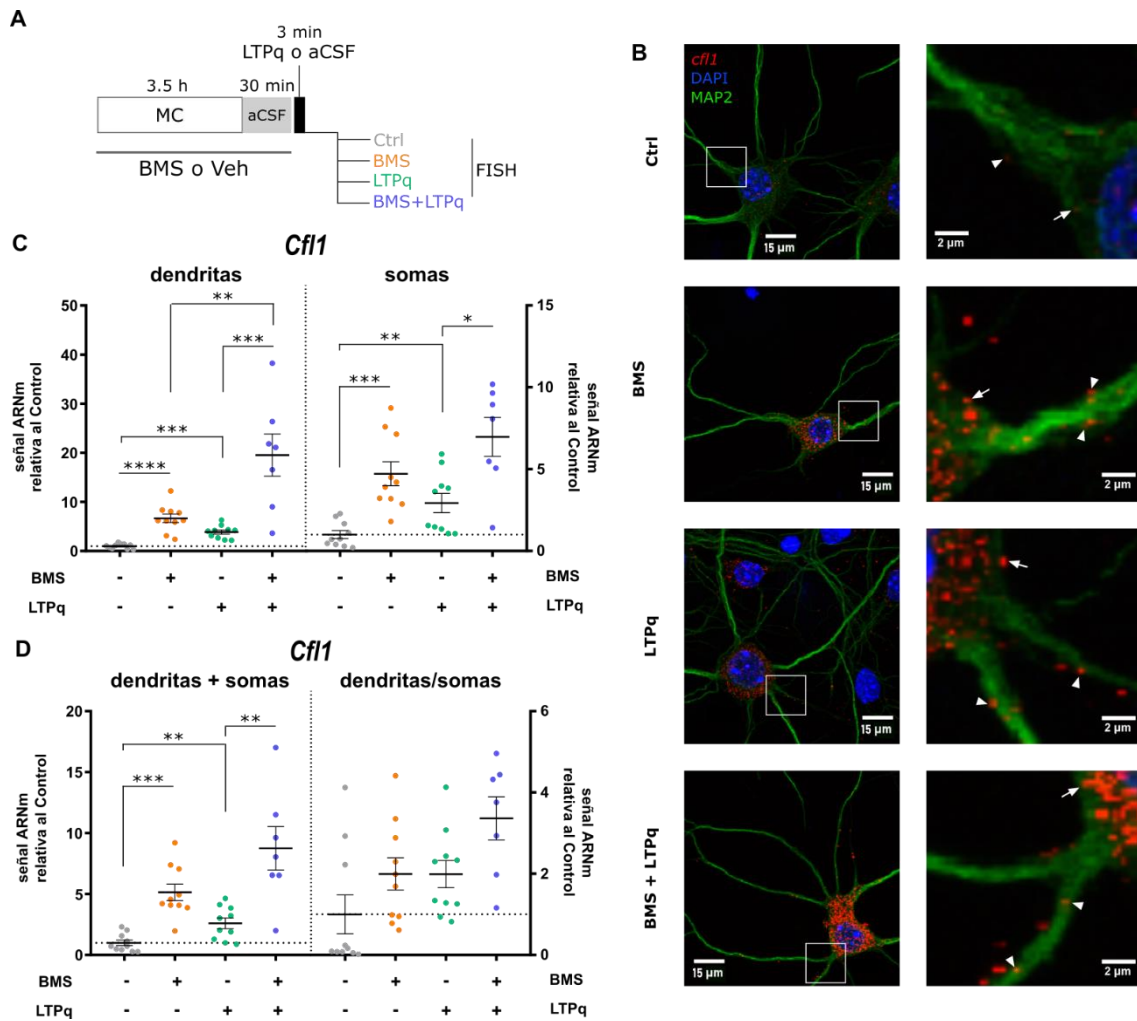 A
3 min
LTPq o aCSF
3.5 h
30 min
MC
aCSF
BMS o Veh
Ctrl
BMS
LTPq
BMS+LTPq
FISH
B
cfl1
DAPI
MAP2
Ctrl
15 µm
2 µm
BMS
15 µm
2 µm
LTPq
15 µm
2 µm
BMS + LTPq
15 µm
2 µm
C
Cfl1
dendritas
somas
señal ARNm
relativa al Control
50
40
30
20
10
0
**
***
***
****
**
*
***
15
10
5
0
señal ARNm
relativa al Control
BMS
- + - + - + - +
BMS
LTPq
- - + + - - + +
LTPq
D
Cfl1
dendritas + somas
dendritas/somas
señal ARNm
relativa al Control
20
15
10
5
0
**
**
***
6
4
2
0
señal ARNm
relativa al Control
BMS
- + - + - + - +
BMS
LTPq
- - + + - - + +
LTPq